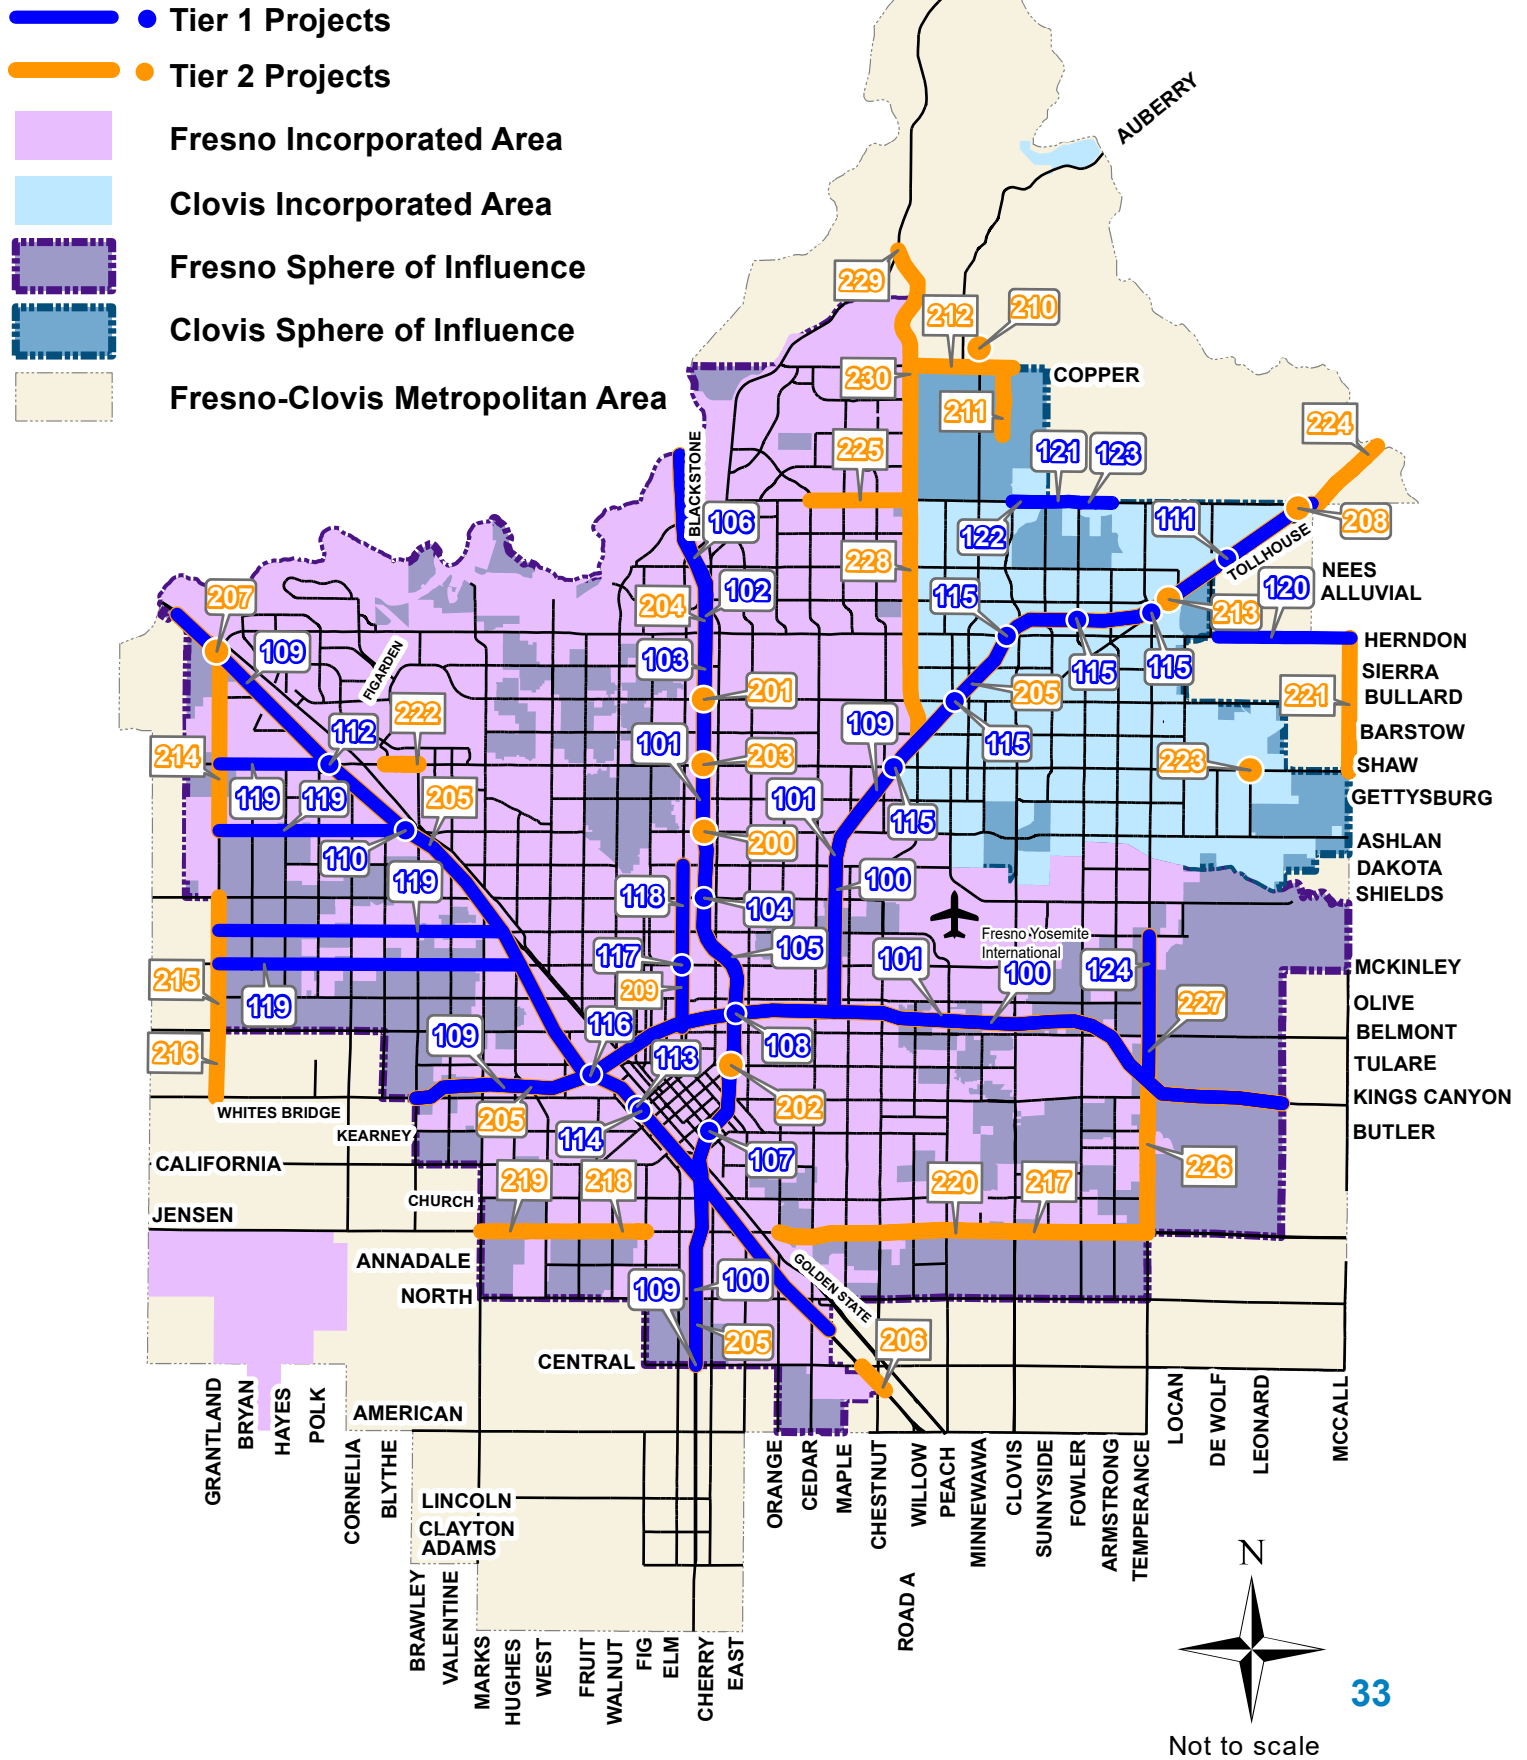 Tier 1 Projects
Tier 2 Projects
Fresno Incorporated Area
Clovis Incorporated Area
Fresno Sphere of Influence
Clovis Sphere of Influence
Fresno-Clovis Metropolitan Area
AUBERRY
229
212
210
230
COPPER
211
224
BLACKSTONE
225
121
123
106
111
208
122
TOLLHOUSE
228
NEES
102
115
120
ALLUVIAL
207
204
213
HERNDON
109
103
115
115
SIERRA
FIGARDEN
201
205
221
BULLARD
222
109
112
101
115
BARSTOW
214
203
223
SHAW
119
119
205
101
GETTYSBURG
115
200
ASHLAN
110
DAKOTA
119
100
118
SHIELDS
104
Fresno Yosemite
International
117
105
101
100
124
MCKINLEY
215
209
119
227
OLIVE
116
109
BELMONT
216
113
108
TULARE
KINGS CANYON
WHITES BRIDGE
205
202
KEARNEY
114
BUTLER
CALIFORNIA
107
226
219
218
220
217
CHURCH
JENSEN
ANNADALE
GOLDEN STATE
NORTH
109
100
205
206
CENTRAL
AMERICAN
LINCOLN
CLAYTON
ADAMS
GRANTLAND
BRYAN
HAYES
POLK
CORNELIA
BLYTHE
BRAWLEY
VALENTINE
MARKS
HUGHES
WEST
FRUIT
WALNUT
FIG
ELM
CHERRY
EAST
ORANGE
CEDAR
MAPLE
CHESTNUT
ROAD A
WILLOW
PEACH
MINNEWAWA
CLOVIS
SUNNYSIDE
FOWLER
ARMSTRONG
TEMPERANCE
LOCAN
DE WOLF
LEONARD
MCCALL
N
33
Not to scale